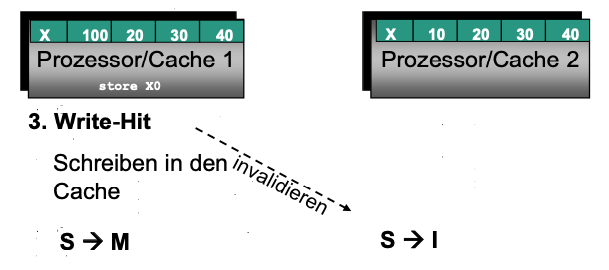 X 100 20 30 40
Prozessor/Cache 1
store X0
X 10 20 30 40
Prozessor/Cache 2
3. Write-Hit
Schreiben in den
Cache
invalidieren
S → M
S → I